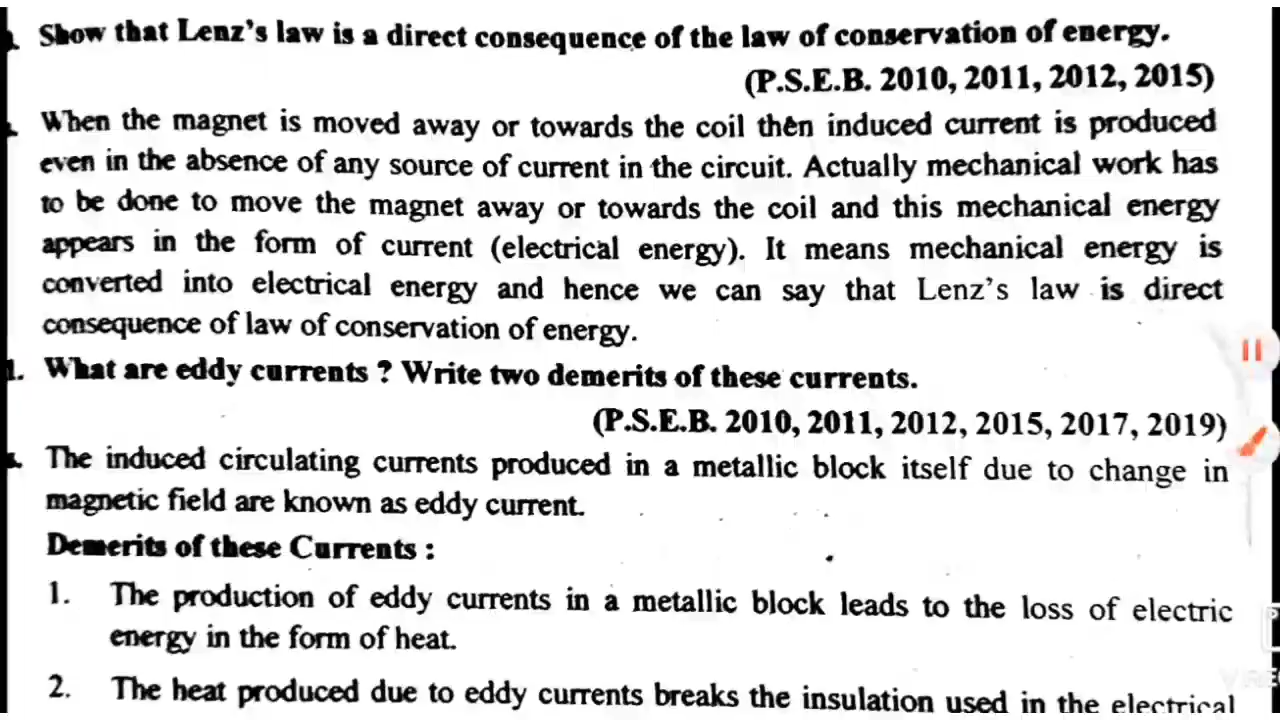 Show that Lenz's law is a direct consequence of the law of conservation of energy.
(P.S.E.B. 2010, 2011, 2012, 2015)
When the magnet is moved away or towards the coil then induced current is produced
even in the absence of any source of current in the circuit. Actually mechanical work has
to be done to move the magnet away or towards the coil and this mechanical energy
appears in the form of current (electrical energy). It means mechanical energy is
converted into electrical energy and hence we can say that Lenz's law is direct
consequence of law of conservation of energy.
1. What are eddy currents ? Write two demerits of these currents.
(P.S.E.B. 2010, 2011, 2012, 2015, 2017, 2019)
The induced circulating currents produced in a metallic block itself due to change in
magnetic field are known as eddy current.
Demerits of these Currents :
1. The production of eddy currents in a metallic block leads to the loss of electric
energy in the form of heat.
2. The heat produced due to eddy currents breaks the insulation used in the electrical